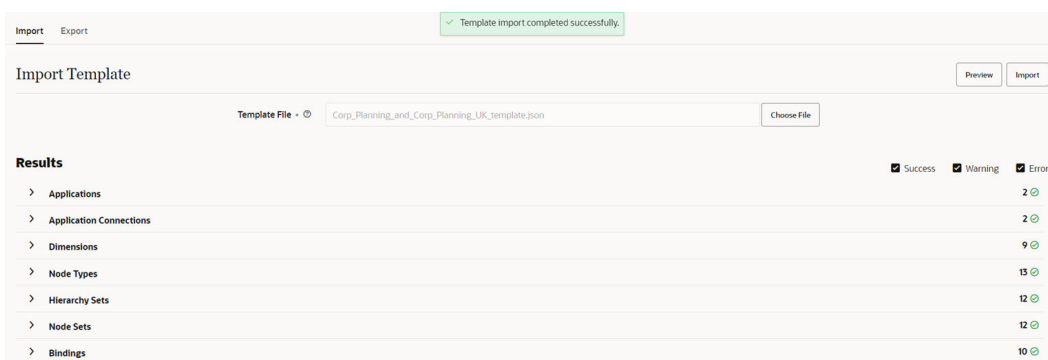 ✓ Template import completed successfully.
Import Export
Import Template
Preview Import
Template File * ? Corp_Planning_and_Corp_Planning_UK_template.json Choose File
Results
Success Warning Error
Applications 2
Application Connections 2
Dimensions 9
Node Types 13
Hierarchy Sets 12
Node Sets 12
Bindings 10